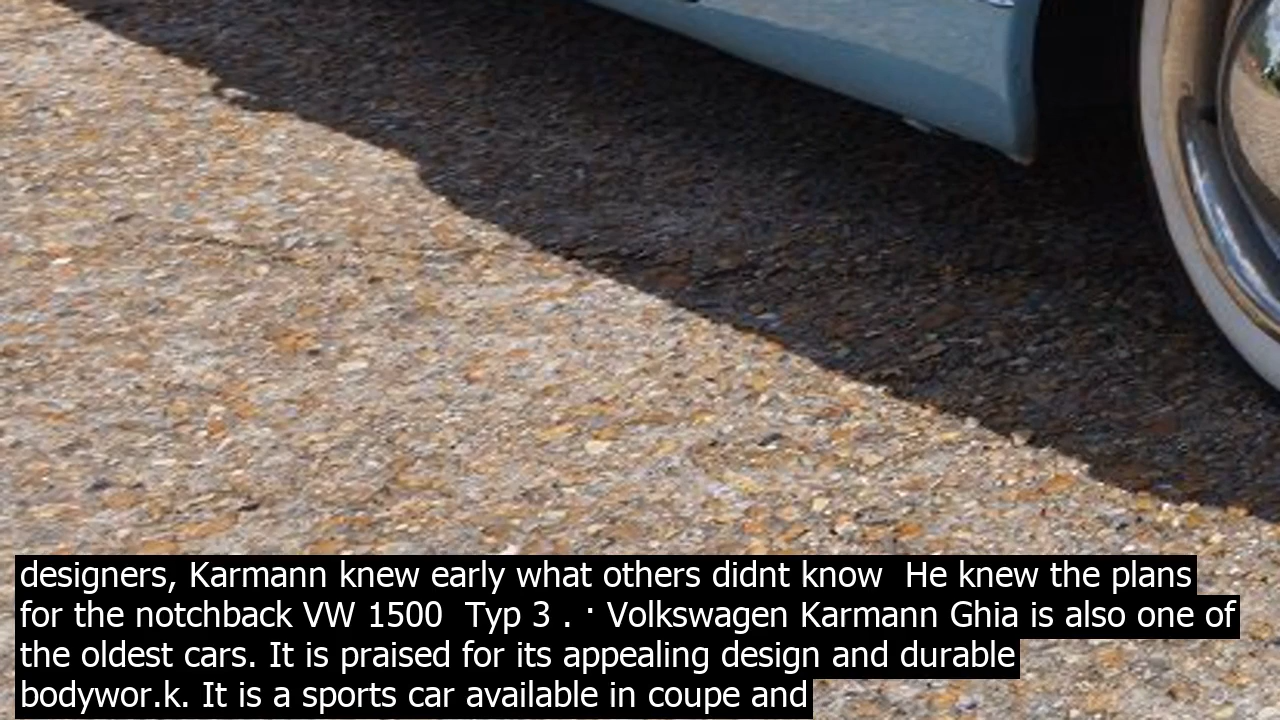 designers, Karmann knew early what others didnt know  He knew the plans
for the notchback VW 1500  Typ 3 . · Volkswagen Karmann Ghia is also one of
the oldest cars. It is praised for its appealing design and durable
bodywor.k. It is a sports car available in coupe and